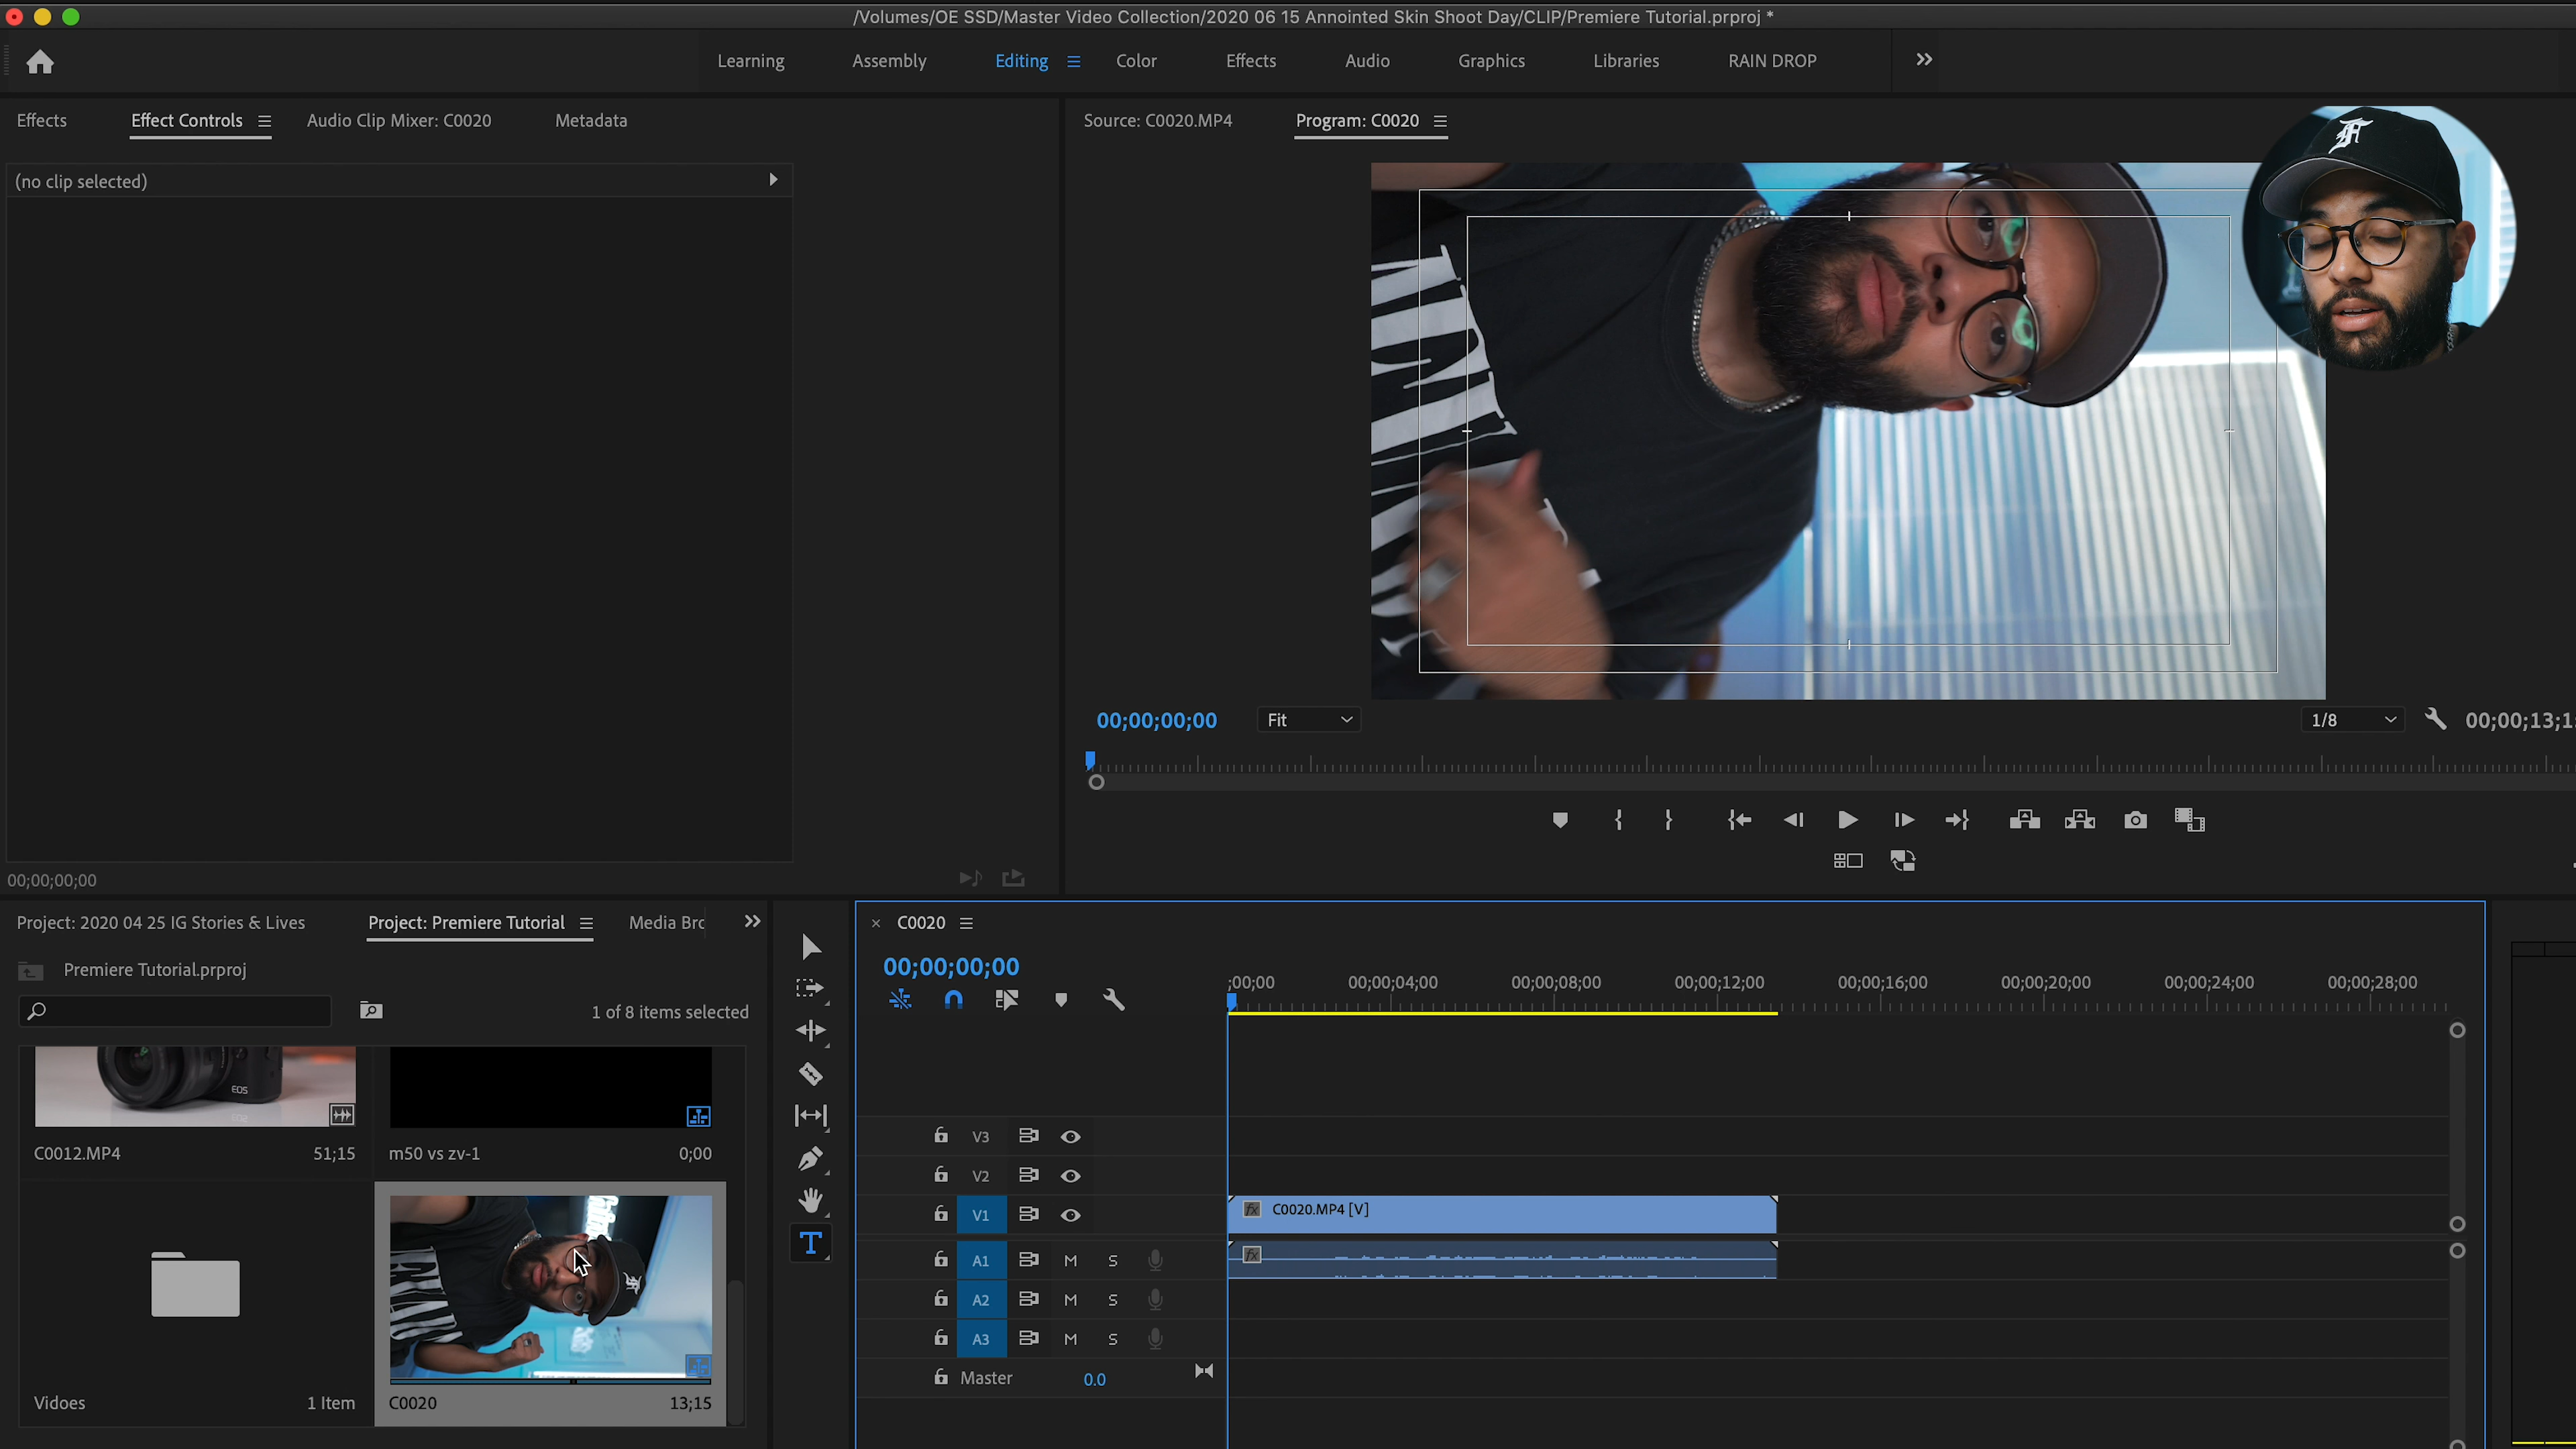 /Volumes/OE SSD/Master Video Collection/2020 06 15 Annointed Skin Shoot Day/CLIP/Premiere Tutorial.prproj *
Learning Assembly Editing Color Effects Audio Graphics Libraries RAIN DROP
Effects Effect Controls Audio Clip Mixer: C0020 Metadata
Source: C0020.MP4 Program: C0020
(no clip selected)
00;00;00;00 Fit 1/8 00;00;13;1
00;00;00;00
Project: 2020 04 25 IG Stories & Lives Project: Premiere Tutorial Media Brc
Premiere Tutorial.prproj
1 of 8 items selected
EOS
C0012.MP4 51;15
m50 vs zv-1 0;00
Vidoes 1 Item
C0020 13;15
× C0020
00;00;00;00
;00;00 00;00;04;00 00;00;08;00 00;00;12;00 00;00;16;00 00;00;20;00 00;00;24;00 00;00;28;00
V3
V2
V1 fx C0020.MP4 [V]
A1 M S fx
A2 M S
A3 M S
Master 0.0